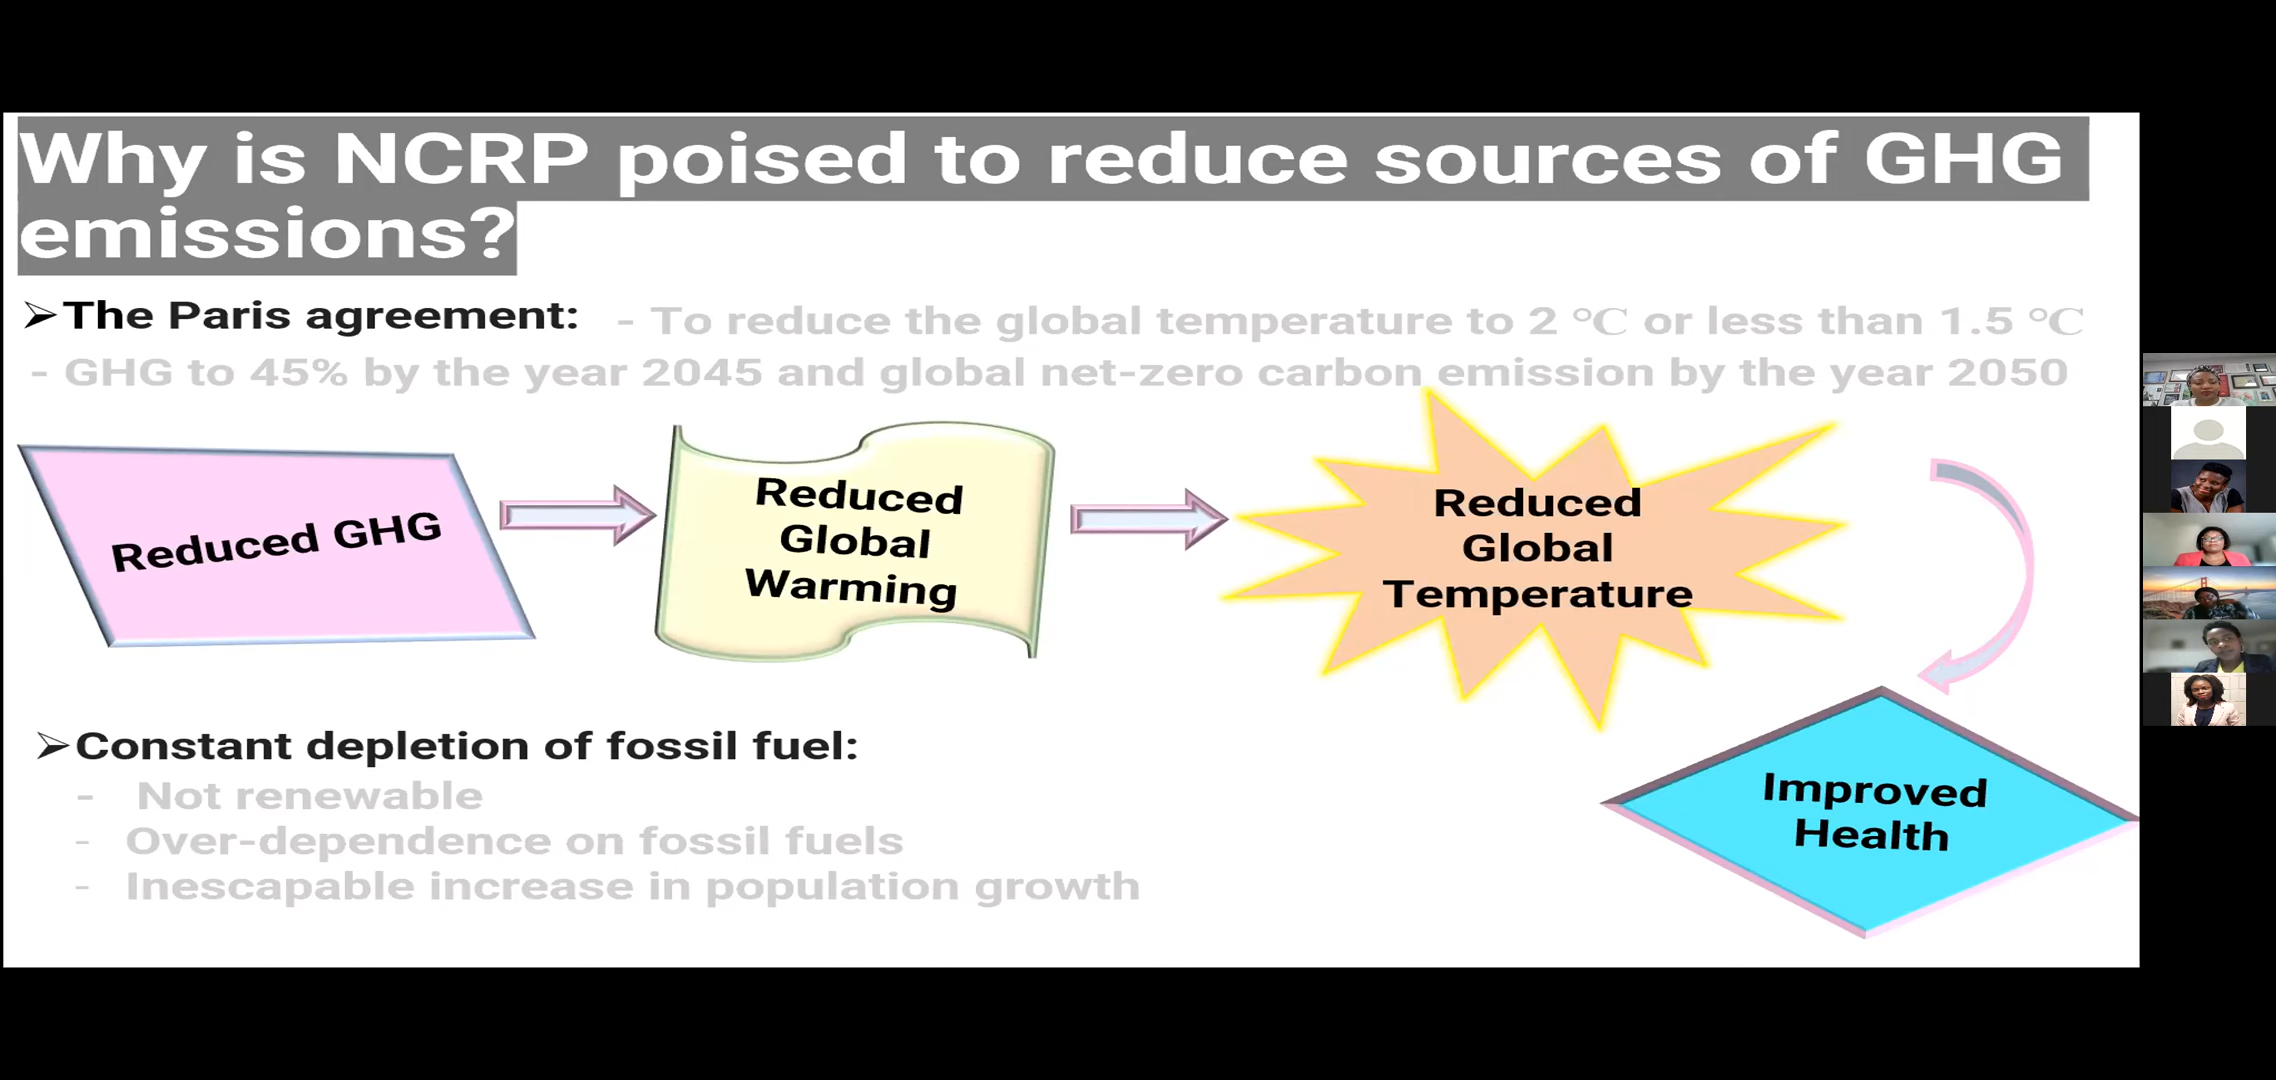 Why is NCRP poised to reduce sources of GHG
emissions?
➢The Paris agreement: - To reduce the global temperature to 2 °C or less than 1.5 °C
- GHG to 45% by the year 2045 and global net-zero carbon emission by the year 2050
Reduced GHG
Reduced
Global
Warming
Reduced
Global
Temperature
Improved
Health
➢Constant depletion of fossil fuel:
- Not renewable
- Over-dependence on fossil fuels
- Inescapable increase in population growth